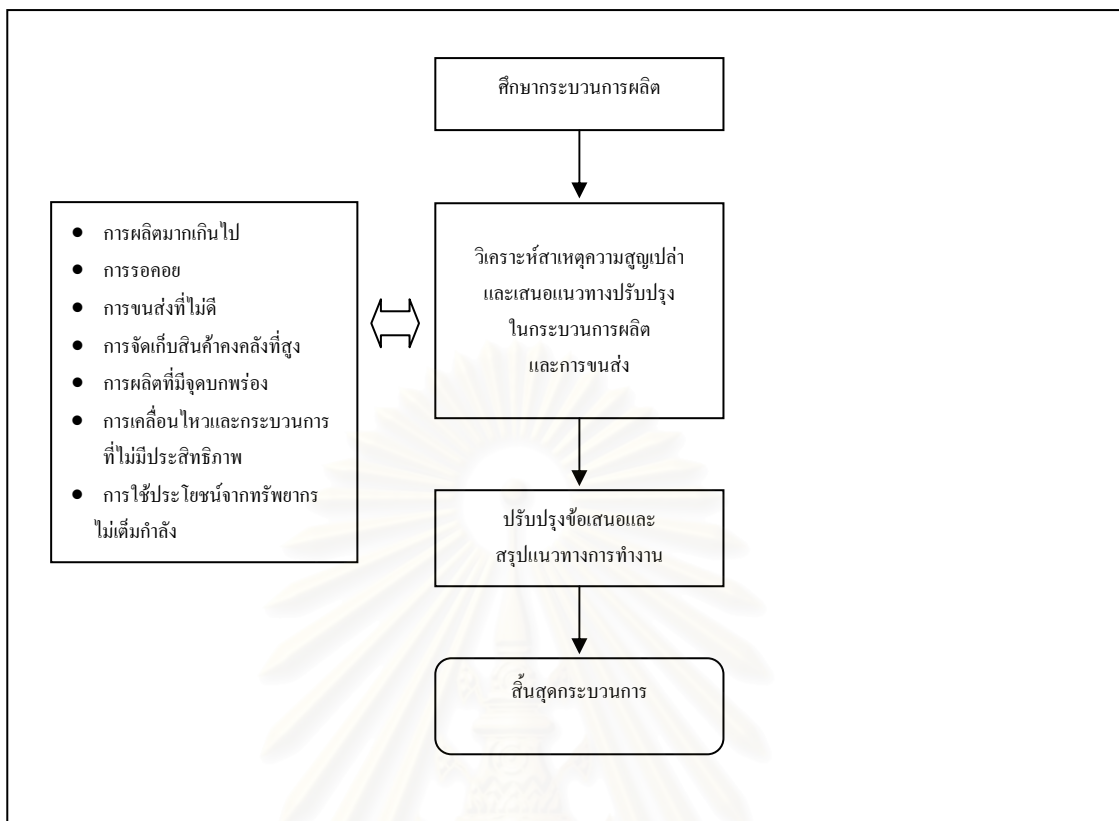 ศึกษากระบวนการผลิต
● การผลิตมากเกินไป
● การรอคอย
● การขนส่งที่ไม่ดี
● การจัดเก็บสินค้าคงคลังที่สูง
● การผลิตที่มีจุดบกพร่อง
● การเคลื่อนไหวและกระบวนการ
ที่ไม่มีประสิทธิภาพ
● การใช้ประโยชน์จากทรัพยากร
ไม่เต็มกำลัง
วิเคราะห์สาเหตุความสูญเปล่า
และเสนอแนวทางปรับปรุง
ในกระบวนการผลิต
และการขนส่ง
ปรับปรุงข้อเสนอและ
สรุปแนวทางการทำงาน
สิ้นสุดกระบวนการ